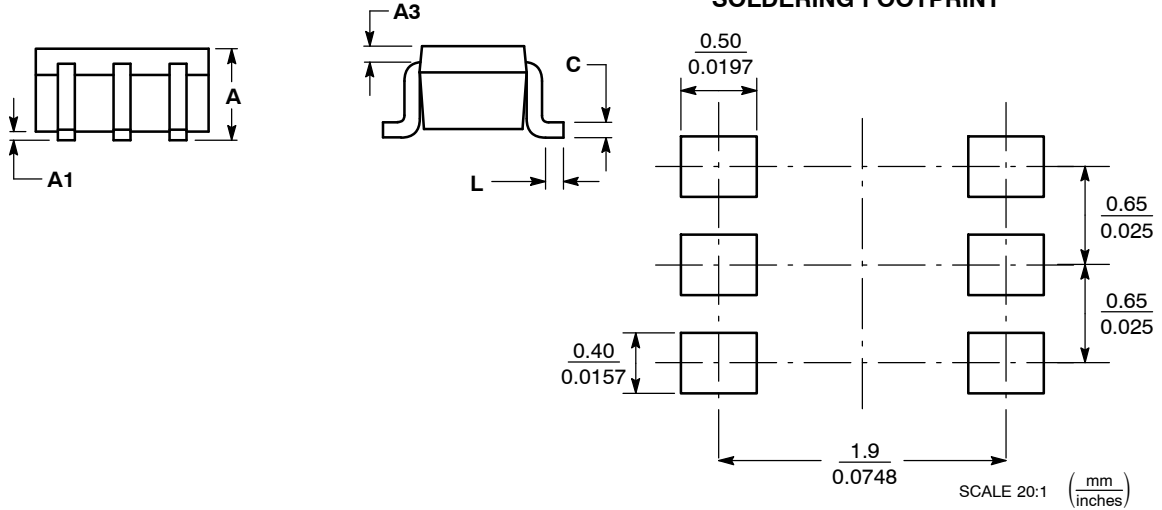 SOLDERING FOOTPRINT
A3
0.50
0.0197
C
A
A1
L
0.65
0.025
0.65
0.025
0.40
0.0157
1.9
0.0748
SCALE 20:1 (mm
inches)